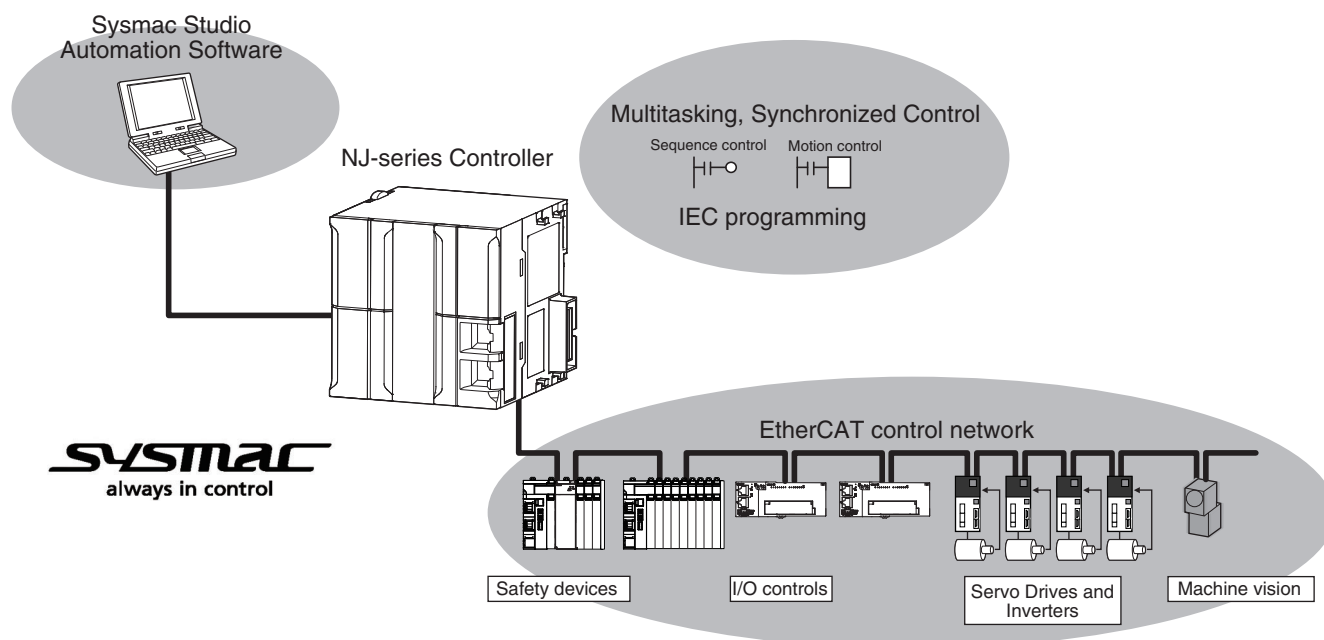 Sysmac Studio
Automation Software
Multitasking, Synchronized Control
Sequence control
Motion control
NJ-series Controller
IEC programming
EtherCAT control network
sysmac
always in control
Safety devices
I/O controls
Servo Drives and
Inverters
Machine vision